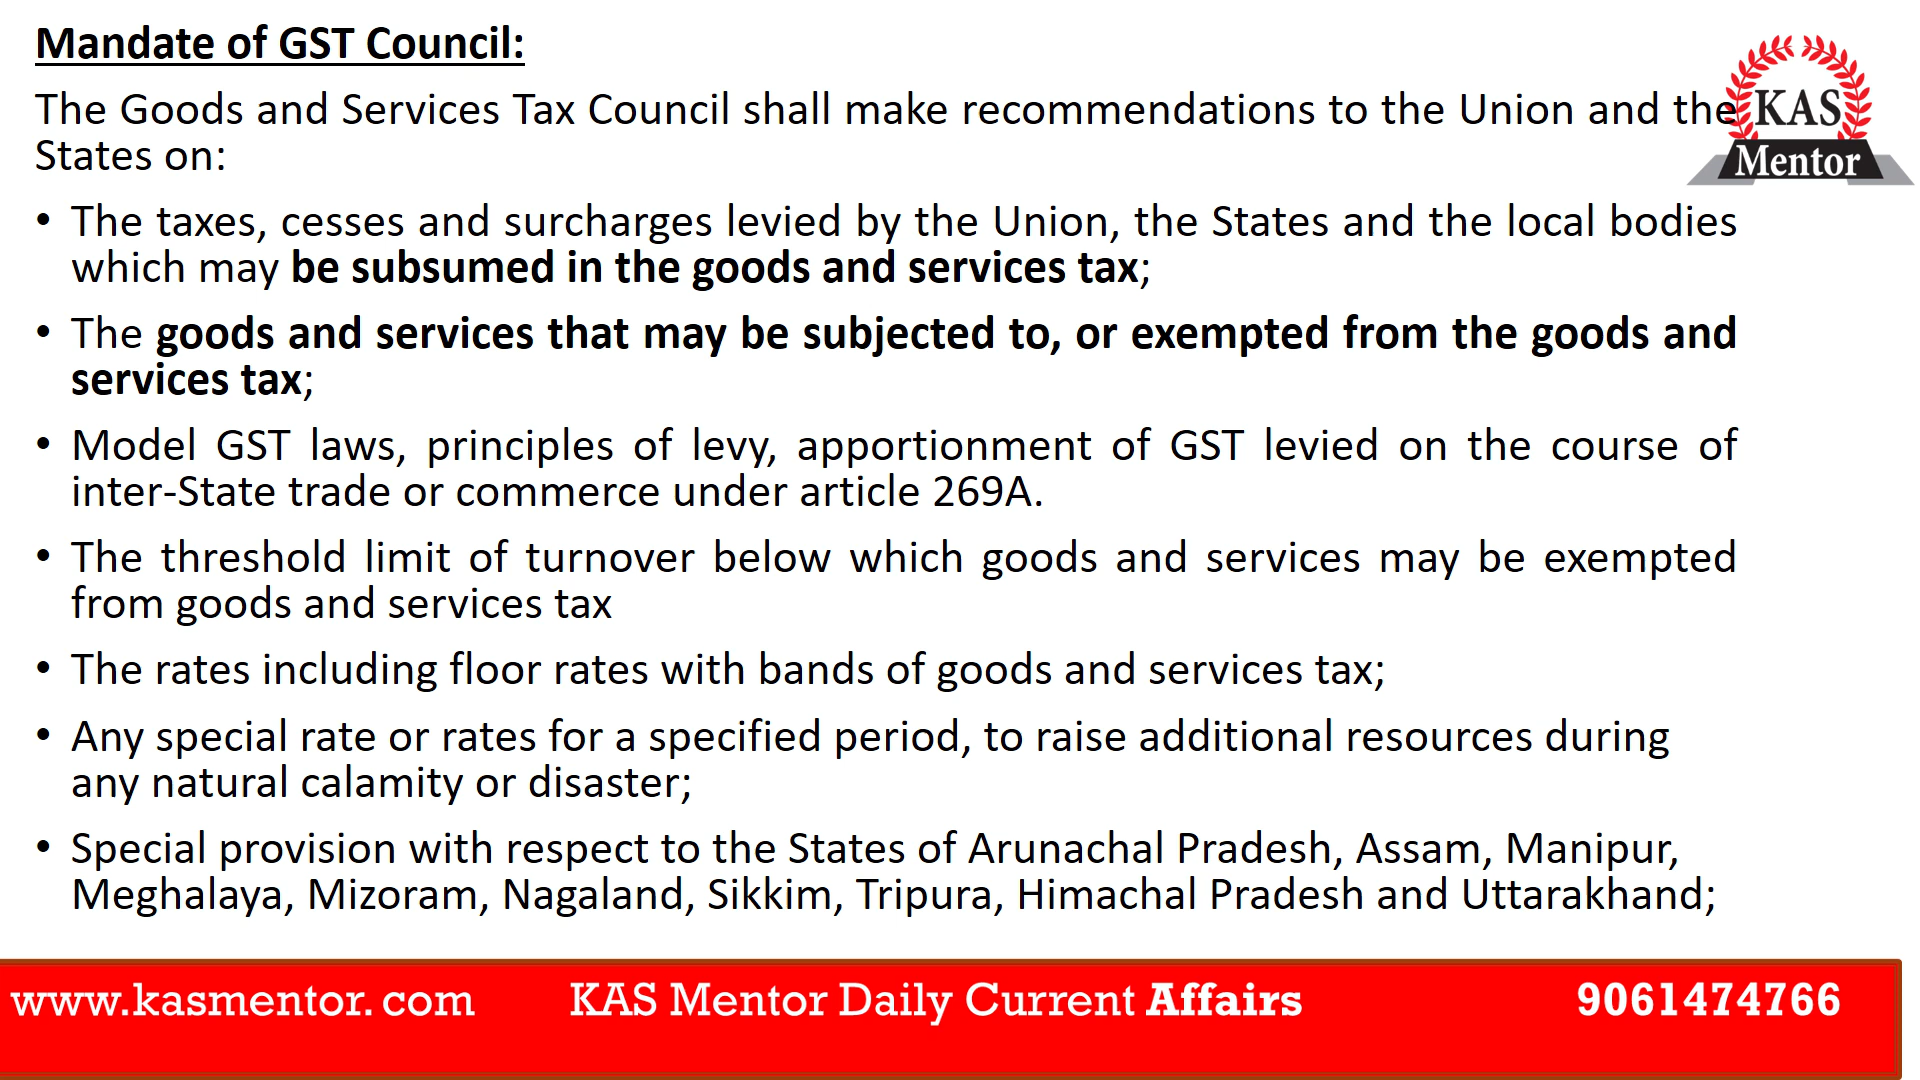 Mandate of GST Council:
The Goods and Services Tax Council shall make recommendations to the Union and the
States on:
• The taxes, cesses and surcharges levied by the Union, the States and the local bodies
which may be subsumed in the goods and services tax;
• The goods and services that may be subjected to, or exempted from the goods and
services tax;
• Model GST laws, principles of levy, apportionment of GST levied on the course of
inter-State trade or commerce under article 269A.
• The threshold limit of turnover below which goods and services may be exempted
from goods and services tax
• The rates including floor rates with bands of goods and services tax;
• Any special rate or rates for a specified period, to raise additional resources during
any natural calamity or disaster;
• Special provision with respect to the States of Arunachal Pradesh, Assam, Manipur,
Meghalaya, Mizoram, Nagaland, Sikkim, Tripura, Himachal Pradesh and Uttarakhand;
KAS
Mentor
www.kasmentor. com KAS Mentor Daily Current Affairs 9061474766